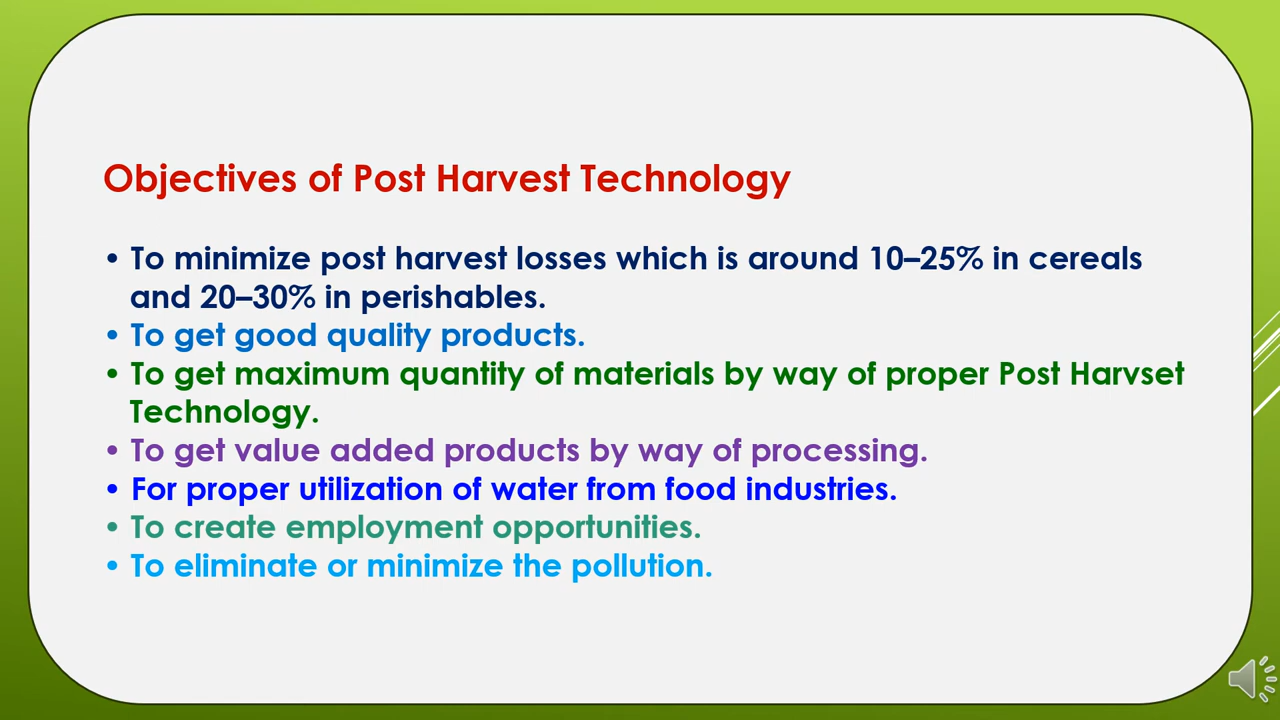 Objectives of Post Harvest Technology
• To minimize post harvest losses which is around 10–25% in cereals
and 20–30% in perishables.
• To get good quality products.
• To get maximum quantity of materials by way of proper Post Harvset
Technology.
• To get value added products by way of processing.
• For proper utilization of water from food industries.
• To create employment opportunities.
• To eliminate or minimize the pollution.